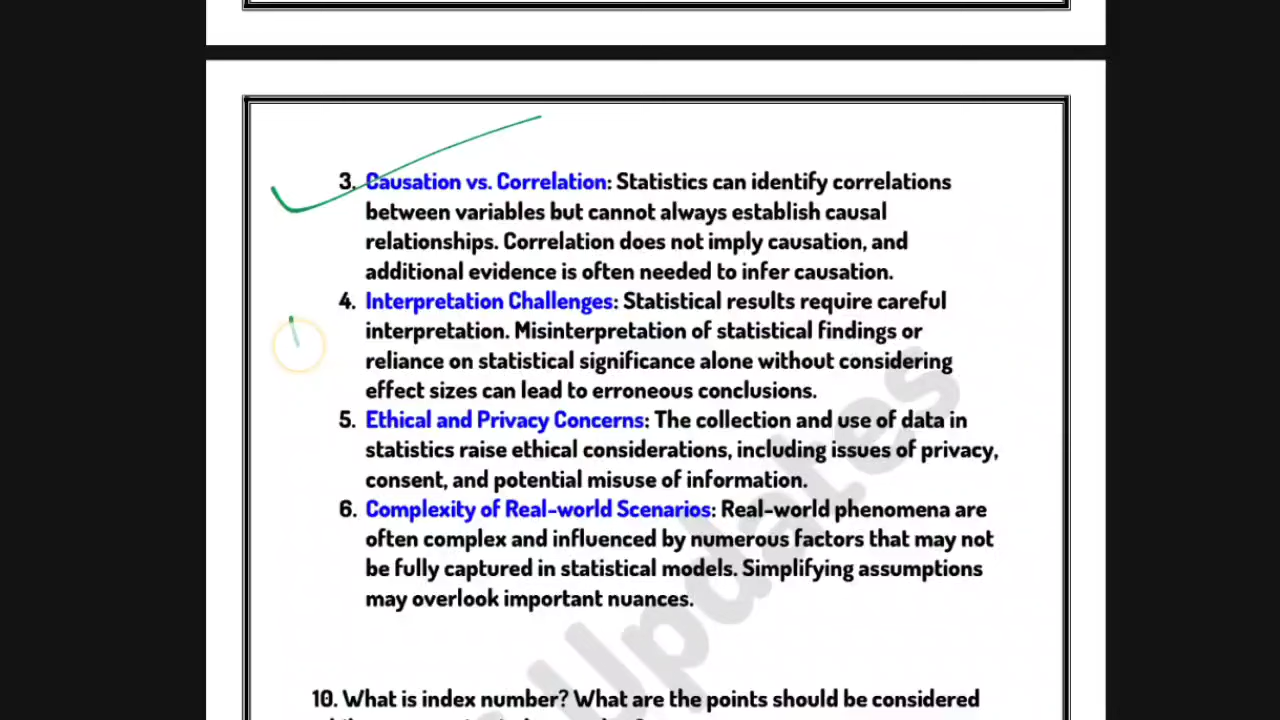 3. Causation vs. Correlation: Statistics can identify correlations
between variables but cannot always establish causal
relationships. Correlation does not imply causation, and
additional evidence is often needed to infer causation.
4. Interpretation Challenges: Statistical results require careful
interpretation. Misinterpretation of statistical findings or
reliance on statistical significance alone without considering
effect sizes can lead to erroneous conclusions.
5. Ethical and Privacy Concerns: The collection and use of data in
statistics raise ethical considerations, including issues of privacy,
consent, and potential misuse of information.
6. Complexity of Real-world Scenarios: Real-world phenomena are
often complex and influenced by numerous factors that may not
be fully captured in statistical models. Simplifying assumptions
may overlook important nuances.
10. What is index number? What are the points should be considered
Updates